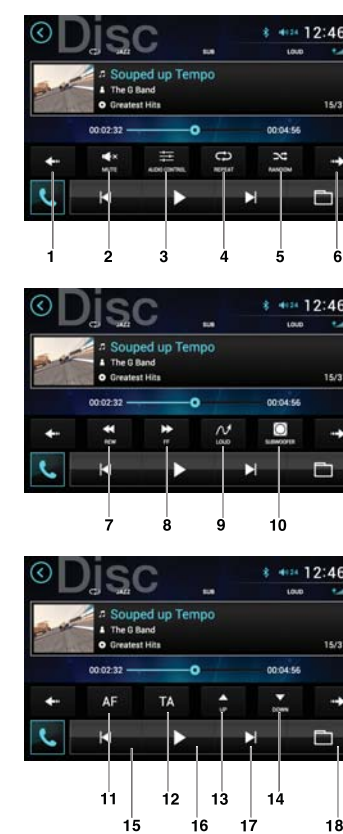 Disc 24 12:46
JAZZ SUB LOUD
Souped up Tempo
The G Band
Greatest Hits 15/3
00:02:32 00:04:56
MUTE AUDIO CONTROL REPEAT RANDOM
1 2 3 4 5 6
Disc 24 12:46
JAZZ SUB LOUD
Souped up Tempo
The G Band
Greatest Hits 15/3
00:02:32 00:04:56
REW FF LOUD SUBWOOFER
7 8 9 10
Disc 24 12:46
JAZZ SUB LOUD
Souped up Tempo
The G Band
Greatest Hits 15/3
00:02:32 00:04:56
AF TA UP DOWN
11 12 13 14
15 16 17 18